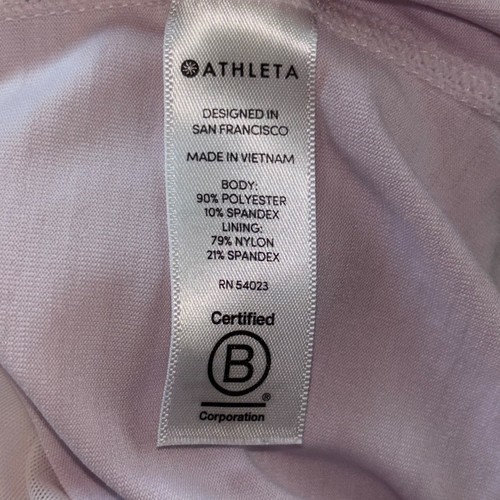 ATHLETA
DESIGNED IN
SAN FRANCISCO
MADE IN VIETNAM
BODY:
90% POLYESTER
10% SPANDEX
LINING:
79% NYLON
21% SPANDEX
RN 54023
Certified
B
®
Corporation